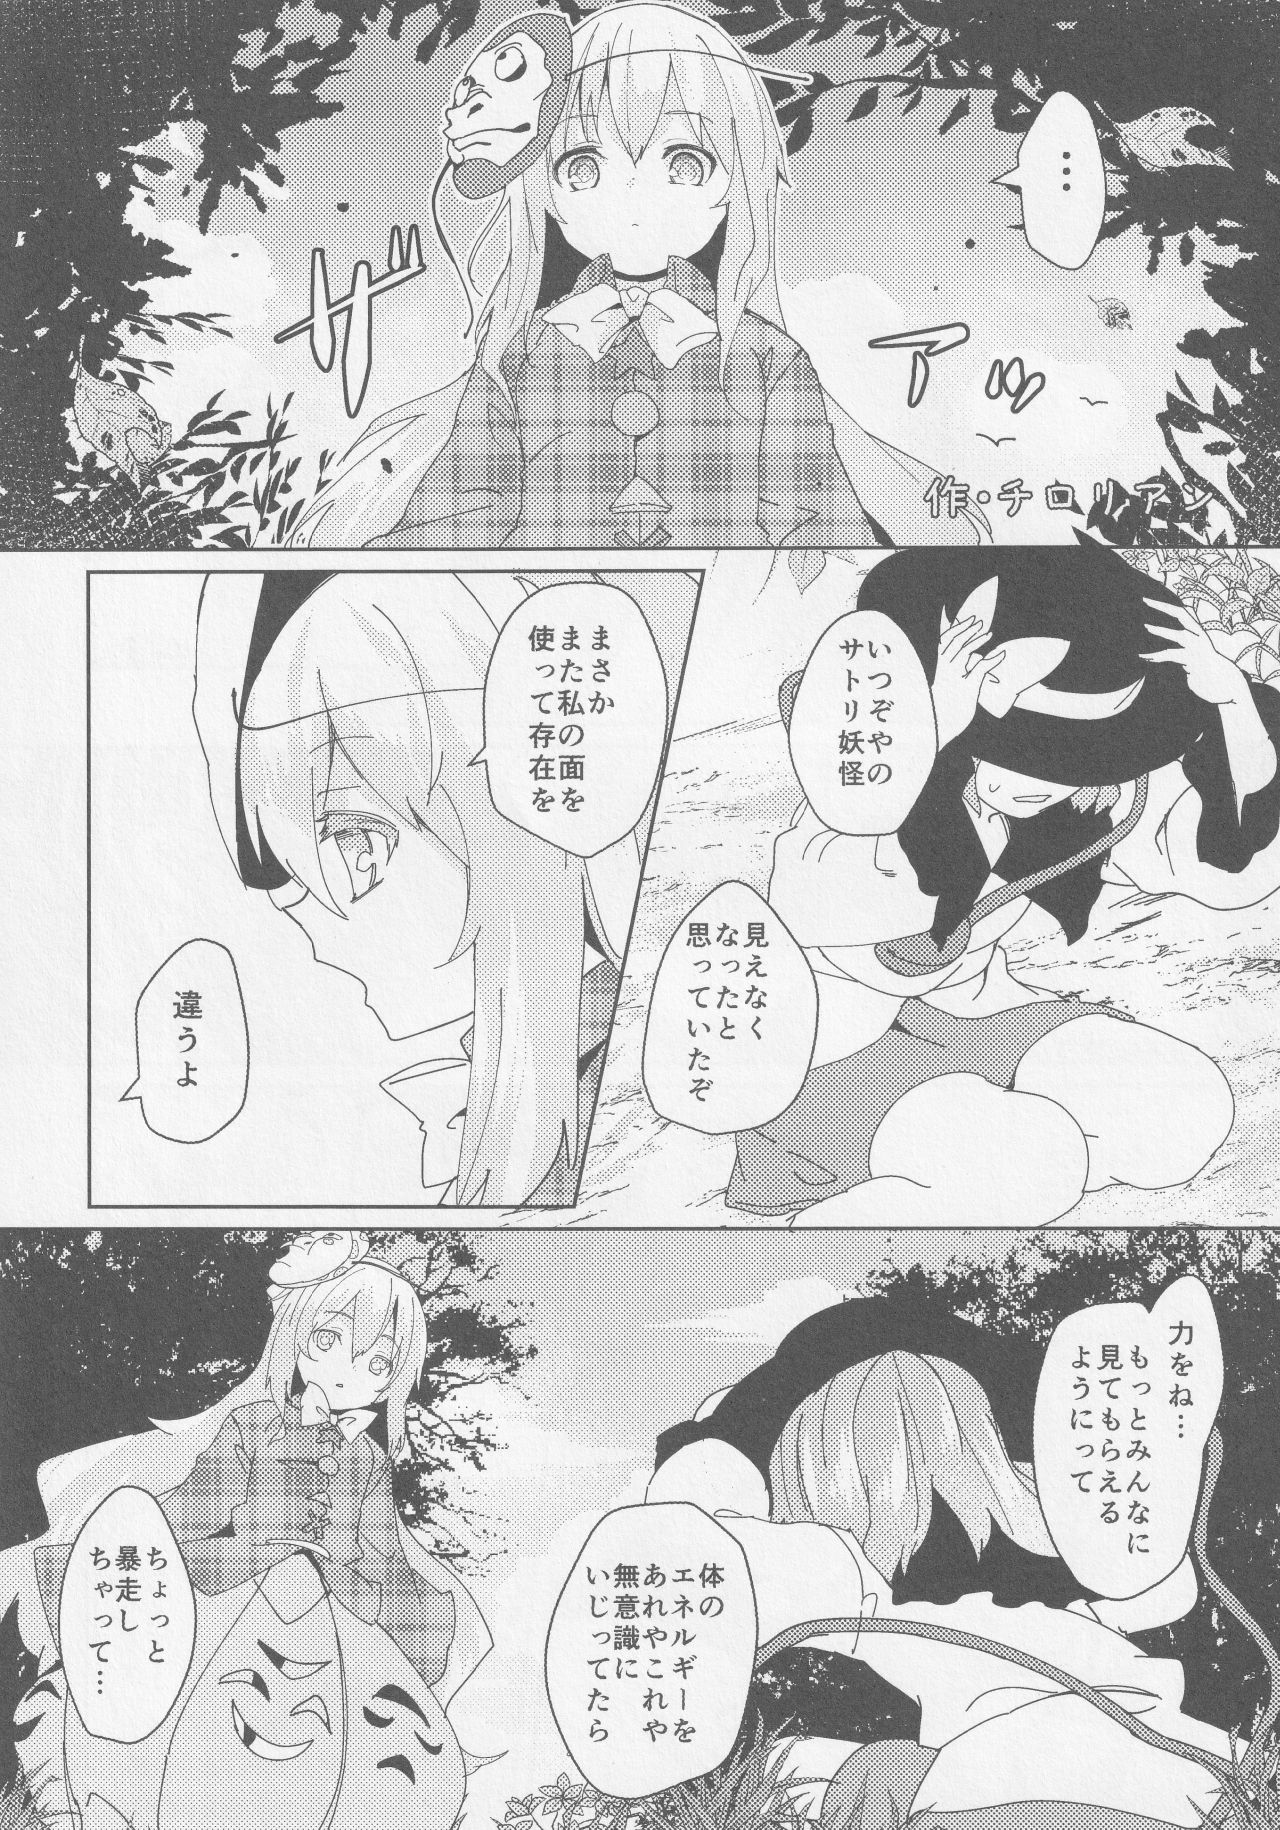 …
ザアッ
作・チロリアン
いつぞやの
サトリ妖怪
見えなく
なったと
思っていたぞ
まさか
また私の面を
使って存在を
違うよ
力をね…
もっとみんなに
見てもらえる
ようにって
体の
エネルギーを
あれやこれや
無意識に
いじってたら
ちょっと
暴走し
ちゃって…